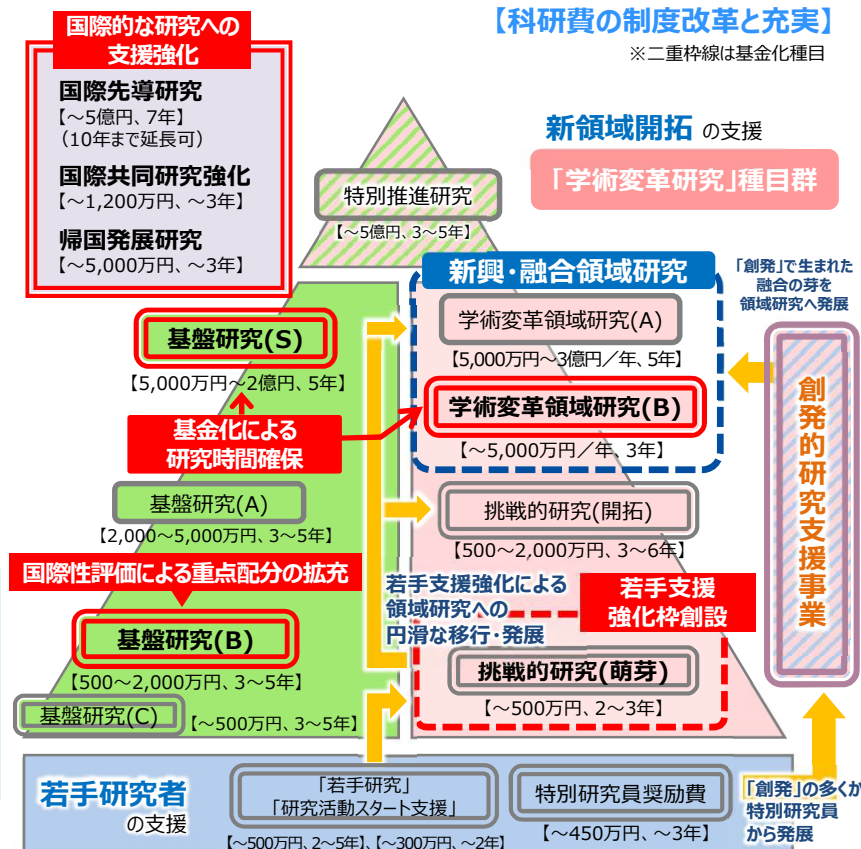 【科研費の制度改革と充実】
※二重枠線は基金化種目
国際的な研究への
支援強化
国際先導研究
【～5億円、7年】
（10年まで延長可）
国際共同研究強化
【～1,200万円、～3年】
帰国発展研究
【～5,000万円、～3年】
特別推進研究
【～5億円、3～5年】
新領域開拓 の支援
「学術変革研究」種目群
新興・融合領域研究
学術変革領域研究(A)
【5,000万円～3億円／年、5年】
学術変革領域研究(B)
【～5,000万円／年、3年】
「創発」で生まれた
融合の芽を
領域研究へ発展
創発的研究支援事業
基盤研究(S)
【5,000万円～2億円、5年】
基金化による
研究時間確保
基盤研究(A)
【2,000～5,000万円、3～5年】
挑戦的研究(開拓)
【500～2,000万円、3～6年】
国際性評価による重点配分の拡充
基盤研究(B)
【500～2,000万円、3～5年】
基盤研究(C)
【～500万円、3～5年】
若手支援強化による
領域研究への
円滑な移行・発展
若手支援
強化枠創設
挑戦的研究(萌芽)
【～500万円、2～3年】
若手研究者
の支援
「若手研究」
「研究活動スタート支援」
【～500万円、2～5年】、【～300万円、～2年】
特別研究員奨励費
【～450万円、～3年】
「創発」の多くが
特別研究員
から発展